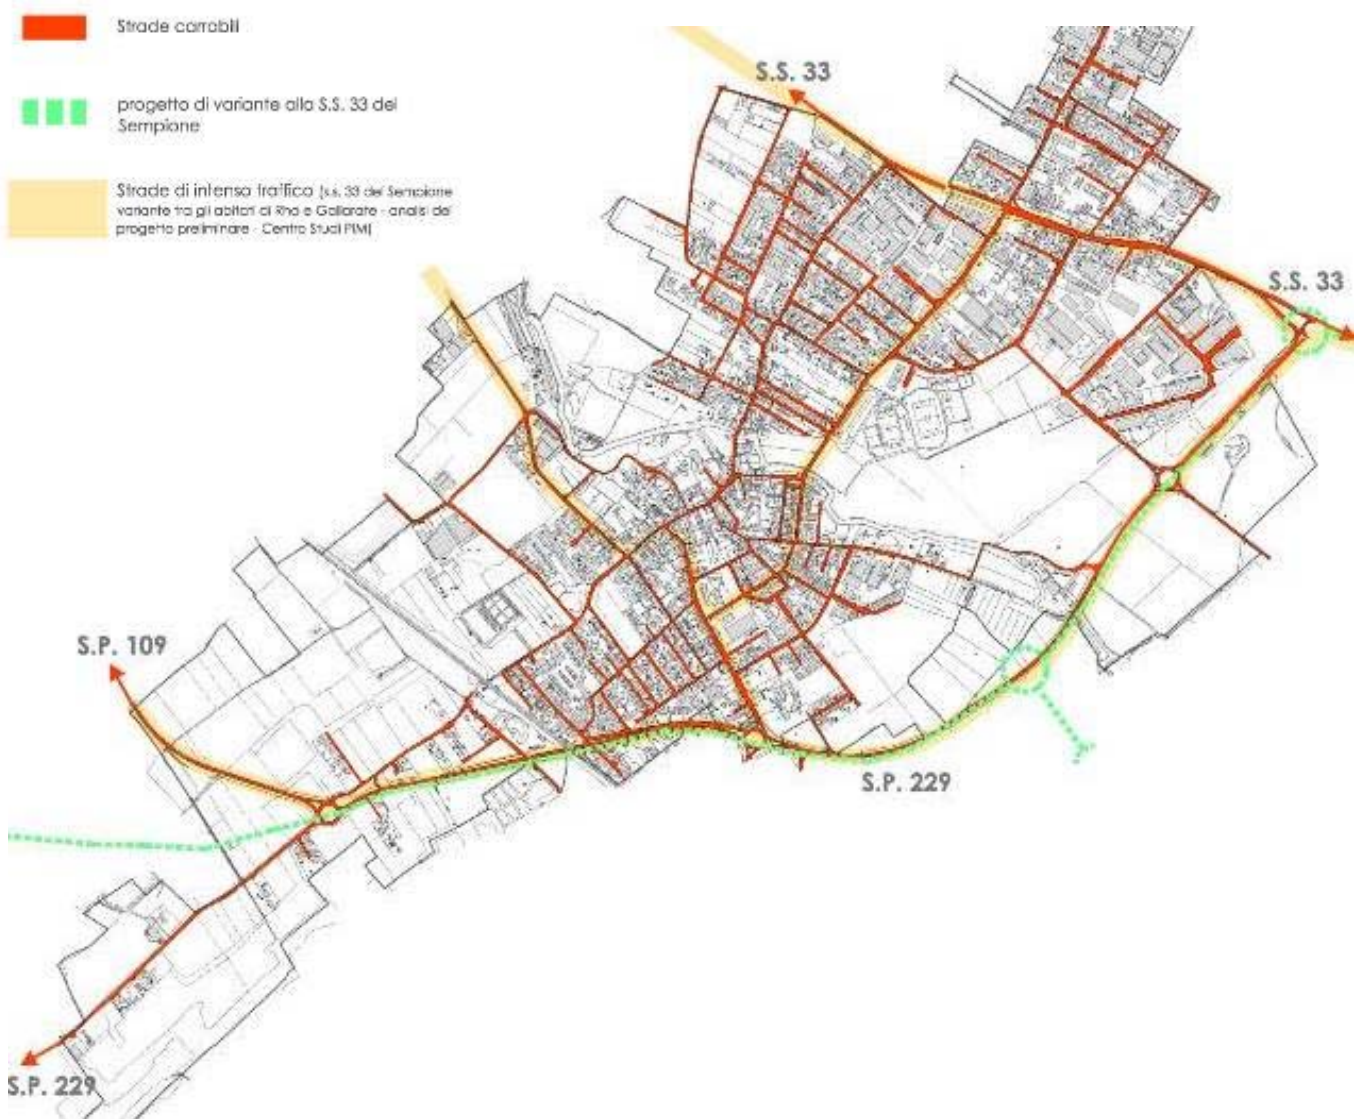 Strade carrabili
progetto di variante alla S.S. 33 del
Sempione
Strade di intenso traffico (s.s. 33 del Sempione
variante tra gli abitati di Rho e Gallarate - analisi del
progetto preliminare - Centro Studi PIM)
S.S. 33
S.S. 33
S.P. 109
S.P. 229
S.P. 229